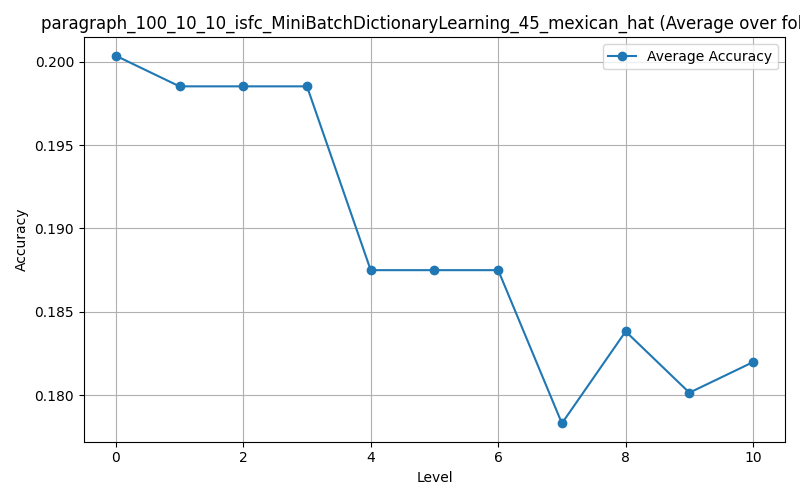 paragraph_100_10_10_isfc_MiniBatchDictionaryLearning_45_mexican_hat (Average over fol
Average Accuracy
0.200
0.195
0.190
0.185
0.180
Accuracy
0 2 4 6 8 10
Level